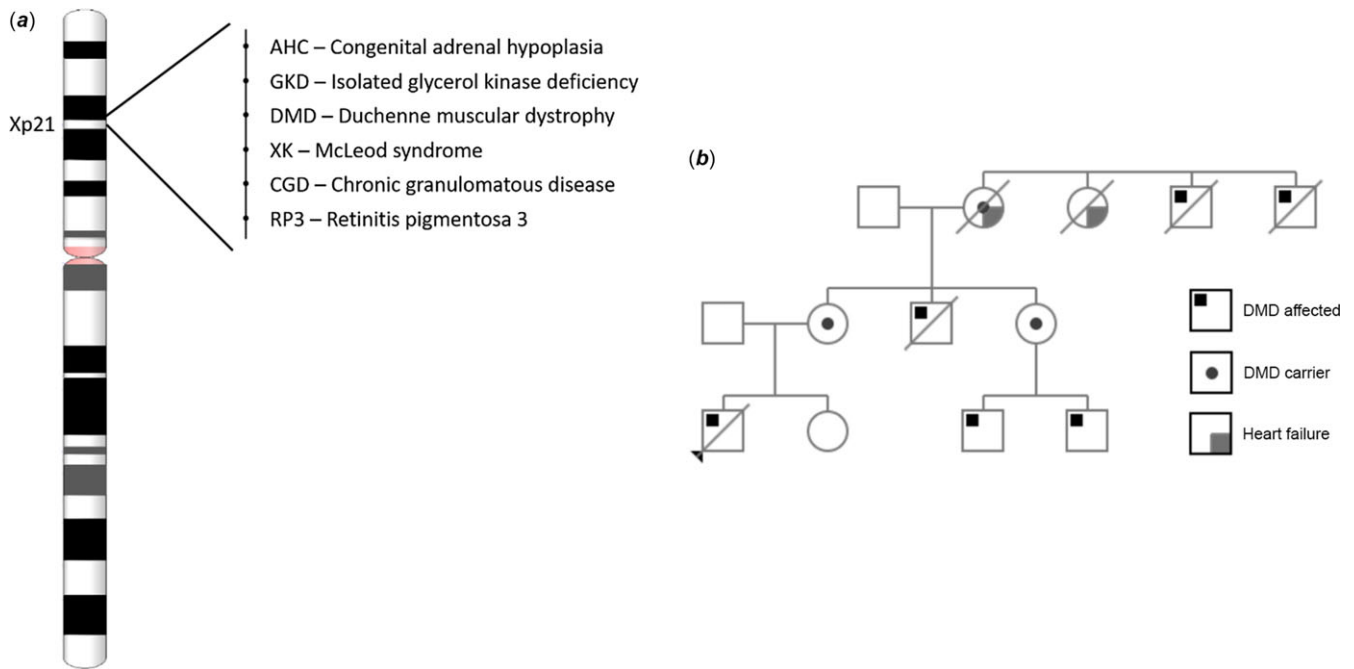 (a)
Xp21
AHC – Congenital adrenal hypoplasia
GKD – Isolated glycerol kinase deficiency
DMD – Duchenne muscular dystrophy
XK – McLeod syndrome
CGD – Chronic granulomatous disease
RP3 – Retinitis pigmentosa 3
(b)
DMD affected
DMD carrier
Heart failure